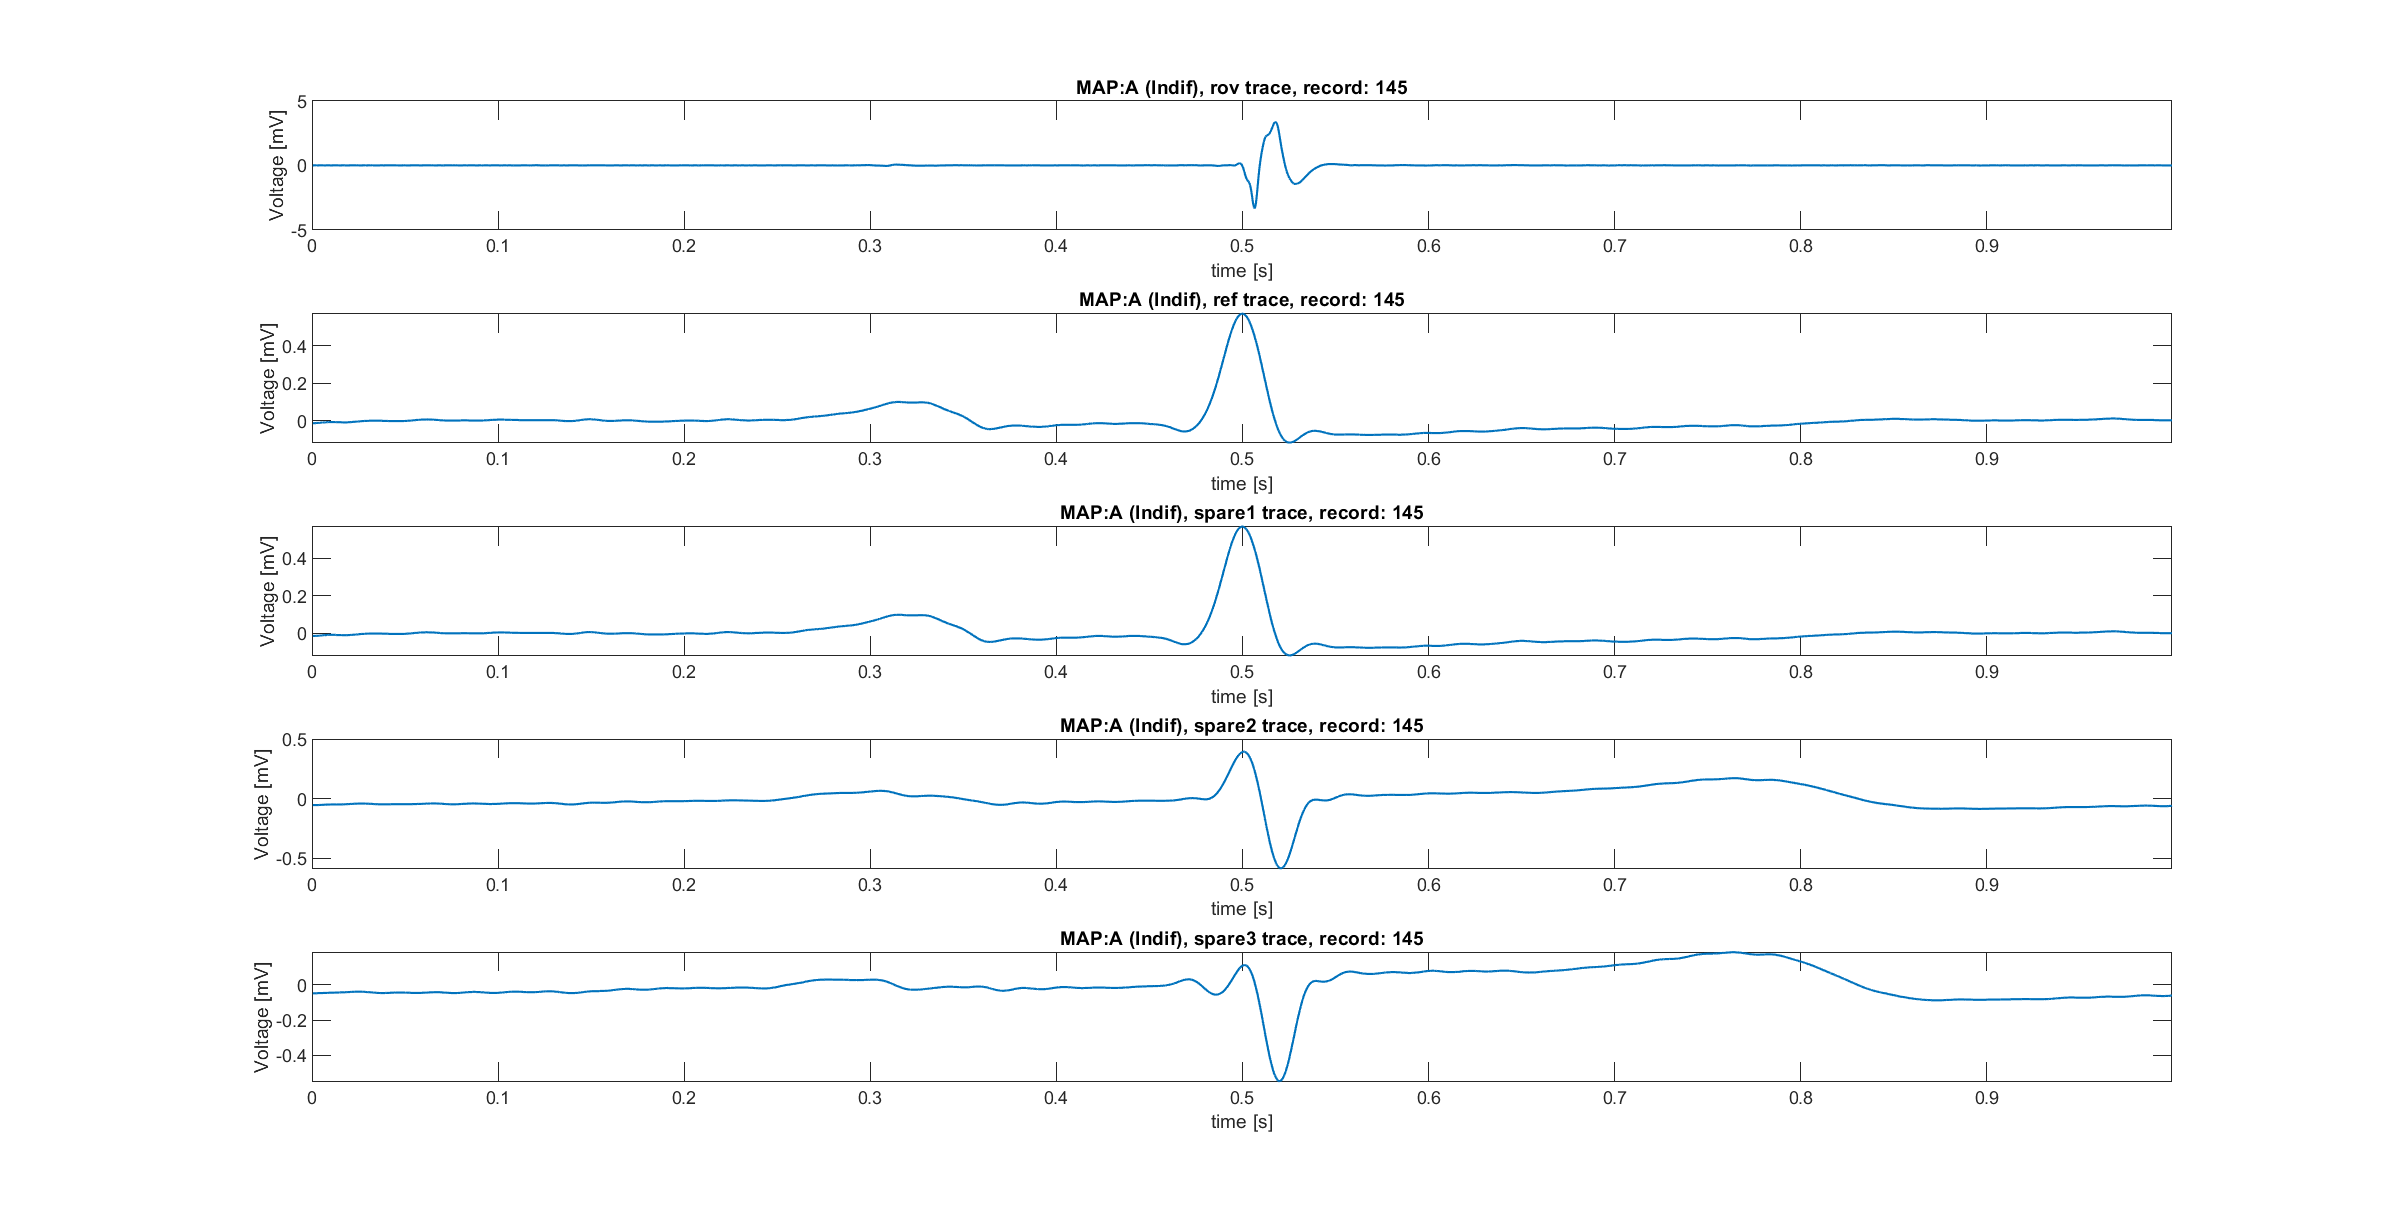 MAP:A (Indif), rov trace, record: 145
Voltage [mV]
5
0
-5
0 0.1 0.2 0.3 0.4 0.5 0.6 0.7 0.8 0.9
time [s]
MAP:A (Indif), ref trace, record: 145
Voltage [mV]
0.4
0.2
0
0 0.1 0.2 0.3 0.4 0.5 0.6 0.7 0.8 0.9
time [s]
MAP:A (Indif), spare1 trace, record: 145
Voltage [mV]
0.4
0.2
0
0 0.1 0.2 0.3 0.4 0.5 0.6 0.7 0.8 0.9
time [s]
MAP:A (Indif), spare2 trace, record: 145
Voltage [mV]
0.5
0
-0.5
0 0.1 0.2 0.3 0.4 0.5 0.6 0.7 0.8 0.9
time [s]
MAP:A (Indif), spare3 trace, record: 145
Voltage [mV]
0
-0.2
-0.4
0 0.1 0.2 0.3 0.4 0.5 0.6 0.7 0.8 0.9
time [s]